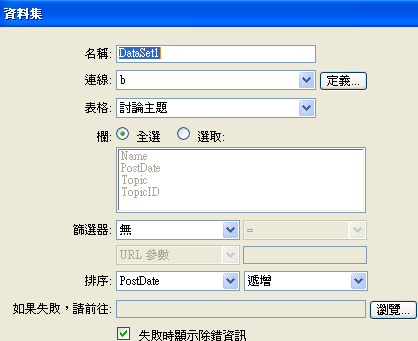 資料集
名稱: DataSet1
連線: b 定義...
表格: 討論主題
欄: 全選 選取:
Name
PostDate
Topic
TopicID
篩選器: 無 =
URL 參數
排序: PostDate 遞增
如果失敗，請前往: 瀏覽...
失敗時顯示除錯資訊